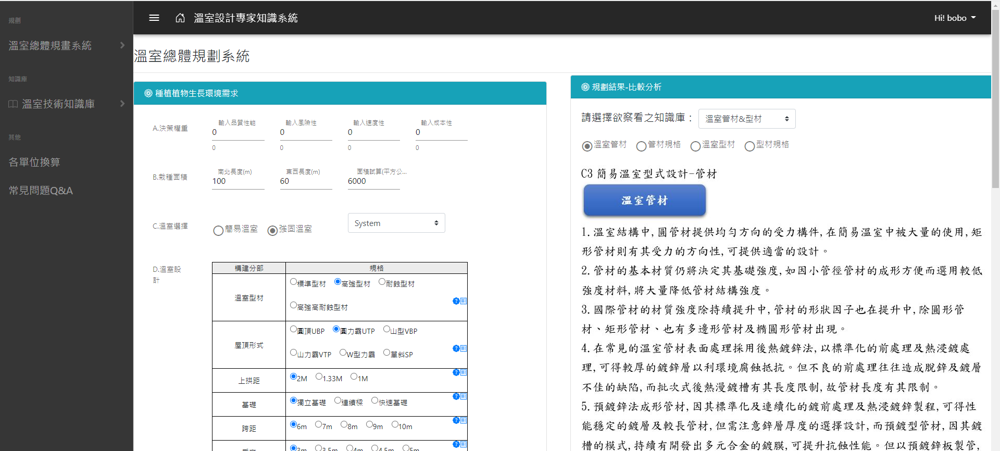 規劃
溫室總體規畫系統
知識庫
溫室技術知識庫
其他
各單位換算
常見問題Q&A
溫室設計專家知識系統
Hi! bobo
溫室總體規劃系統
種植植物生長環境需求
A.決策權重
輸入品質性能
輸入風險性
輸入速度性
輸入成本性
0
0
0
0
0
0
0
0
B.栽種面積
南北長度(m)
東西長度(m)
面積試算(平方公...
100
60
6000
C.溫室選擇
簡易溫室
強固溫室
System
D.溫室設
計
構建分部
規格
溫室型材
標準型材
高強型材
耐蝕型材
高強高耐蝕型材
屋頂形式
圓頂UBP
圓力霸UTP
山型VBP
山力霸VTP
W型力霸
單斜SP
上拱距
2M
1.33M
1M
基礎
獨立基礎
連續樑
快速基礎
跨距
6m
7m
8m
9m
10m
3m
3.5m
4m
4.5m
5m
規劃結果-比較分析
請選擇欲察看之知識庫：
溫室管材&型材
溫室管材
管材規格
溫室型材
型材規格
C3 簡易溫室型式設計-管材
溫室管材
1.溫室結構中,圓管材提供均勻方向的受力構件,在簡易溫室中被大量的使用,矩
形管材則有其受力的方向性,可提供適當的設計。
2.管材的基本材質仍將決定其基礎強度,如因小管徑管材的成形方便而選用較低
強度材料,將大量降低管材結構強度。
3.國際管材的材質強度除持續提升中,管材的形狀因子也在提升中,除圓形管
材、矩形管材、也有多邊形管材及橢圓形管材出現。
4.在常見的溫室管材表面處理採用後熱鍍鋅法,以標準化的前處理及熱浸鍍處
理,可得較厚的鍍鋅層以利環境腐蝕抵抗。但不良的前處理往往造成脫鋅及鍍層
不佳的缺陷,而批次式後熱漫鍍槽有其長度限制,故管材長度有其限制。
5.預鍍鋅法成形管材,因其標準化及連續化的鍍前處理及熱浸鍍鋅製程,可得性
能穩定的鍍層及較長管材,但需注意鋅層厚度的選擇設計,而預鍍型管材,因其鍍
槽的模式,持續有開發出多元合金的鍍膜,可提升抗蝕性能。但以預鍍鋅板製管,